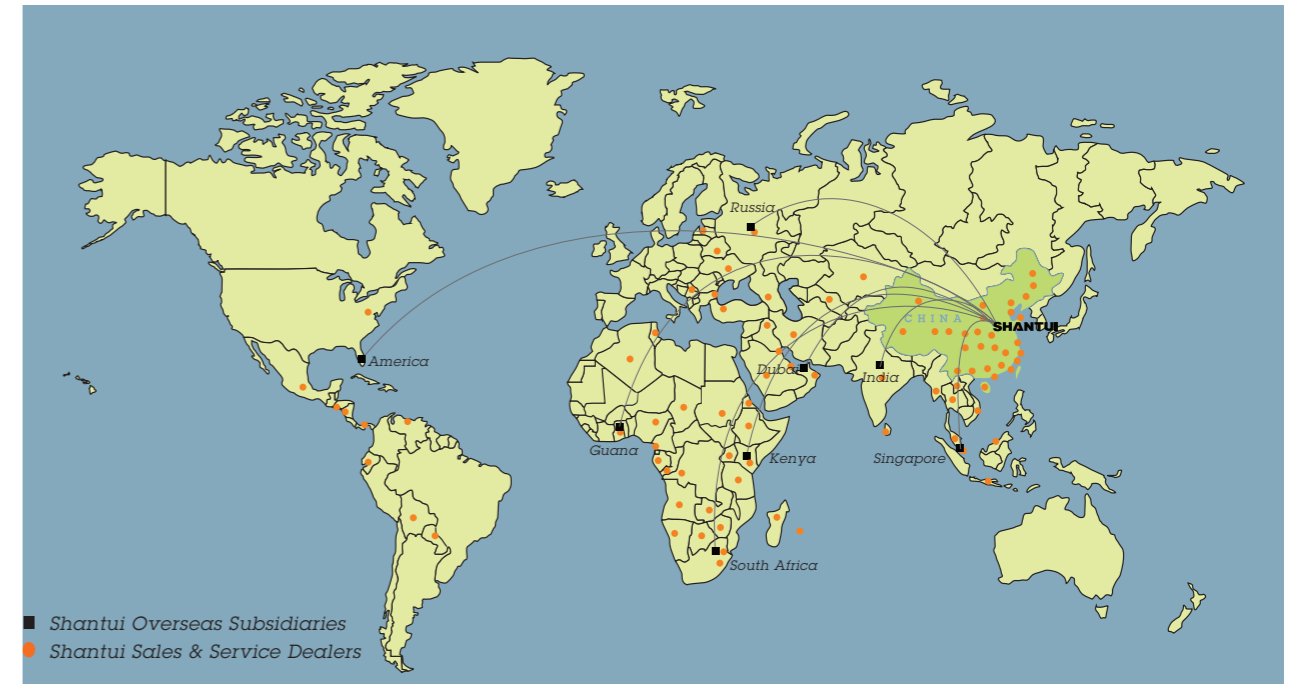 Russia
CHINA
SHANTUI
America
Dubai
India
Guana
Kenya
Singapore
South Africa
Shantui Overseas Subsidiaries
Shantui Sales & Service Dealers